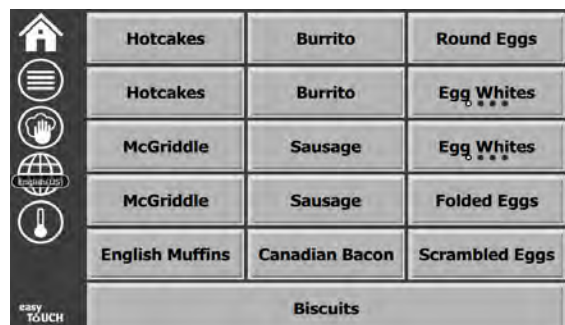 Hotcakes Burrito Round Eggs
Hotcakes Burrito Egg Whites
McGriddle Sausage Egg Whites
English(US)
McGriddle Sausage Folded Eggs
English Muffins Canadian Bacon Scrambled Eggs
Biscuits
easy
TOUCH